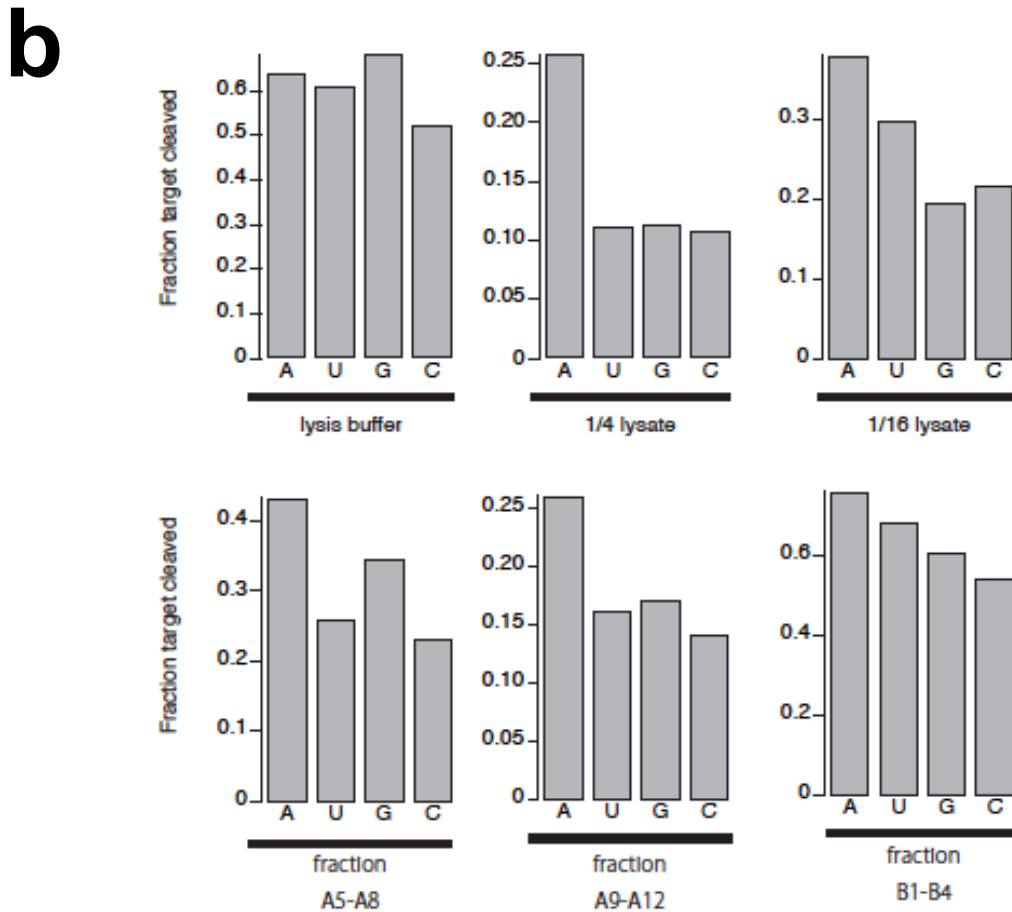 b
Fraction target cleaved
0.6
0.5
0.4
0.3
0.2
0.1
0
A U G C
lysis buffer
0.25
0.20
0.15
0.10
0.05
0
A U G C
1/4 lysate
0.3
0.2
0.1
0
A U G C
1/16 lysate
Fraction target cleaved
0.4
0.3
0.2
0.1
0
A U G C
fraction
A5-A8
0.25
0.20
0.15
0.10
0.05
0
A U G C
fraction
A9-A12
0.6
0.4
0.2
0
A U G C
fraction
B1-B4